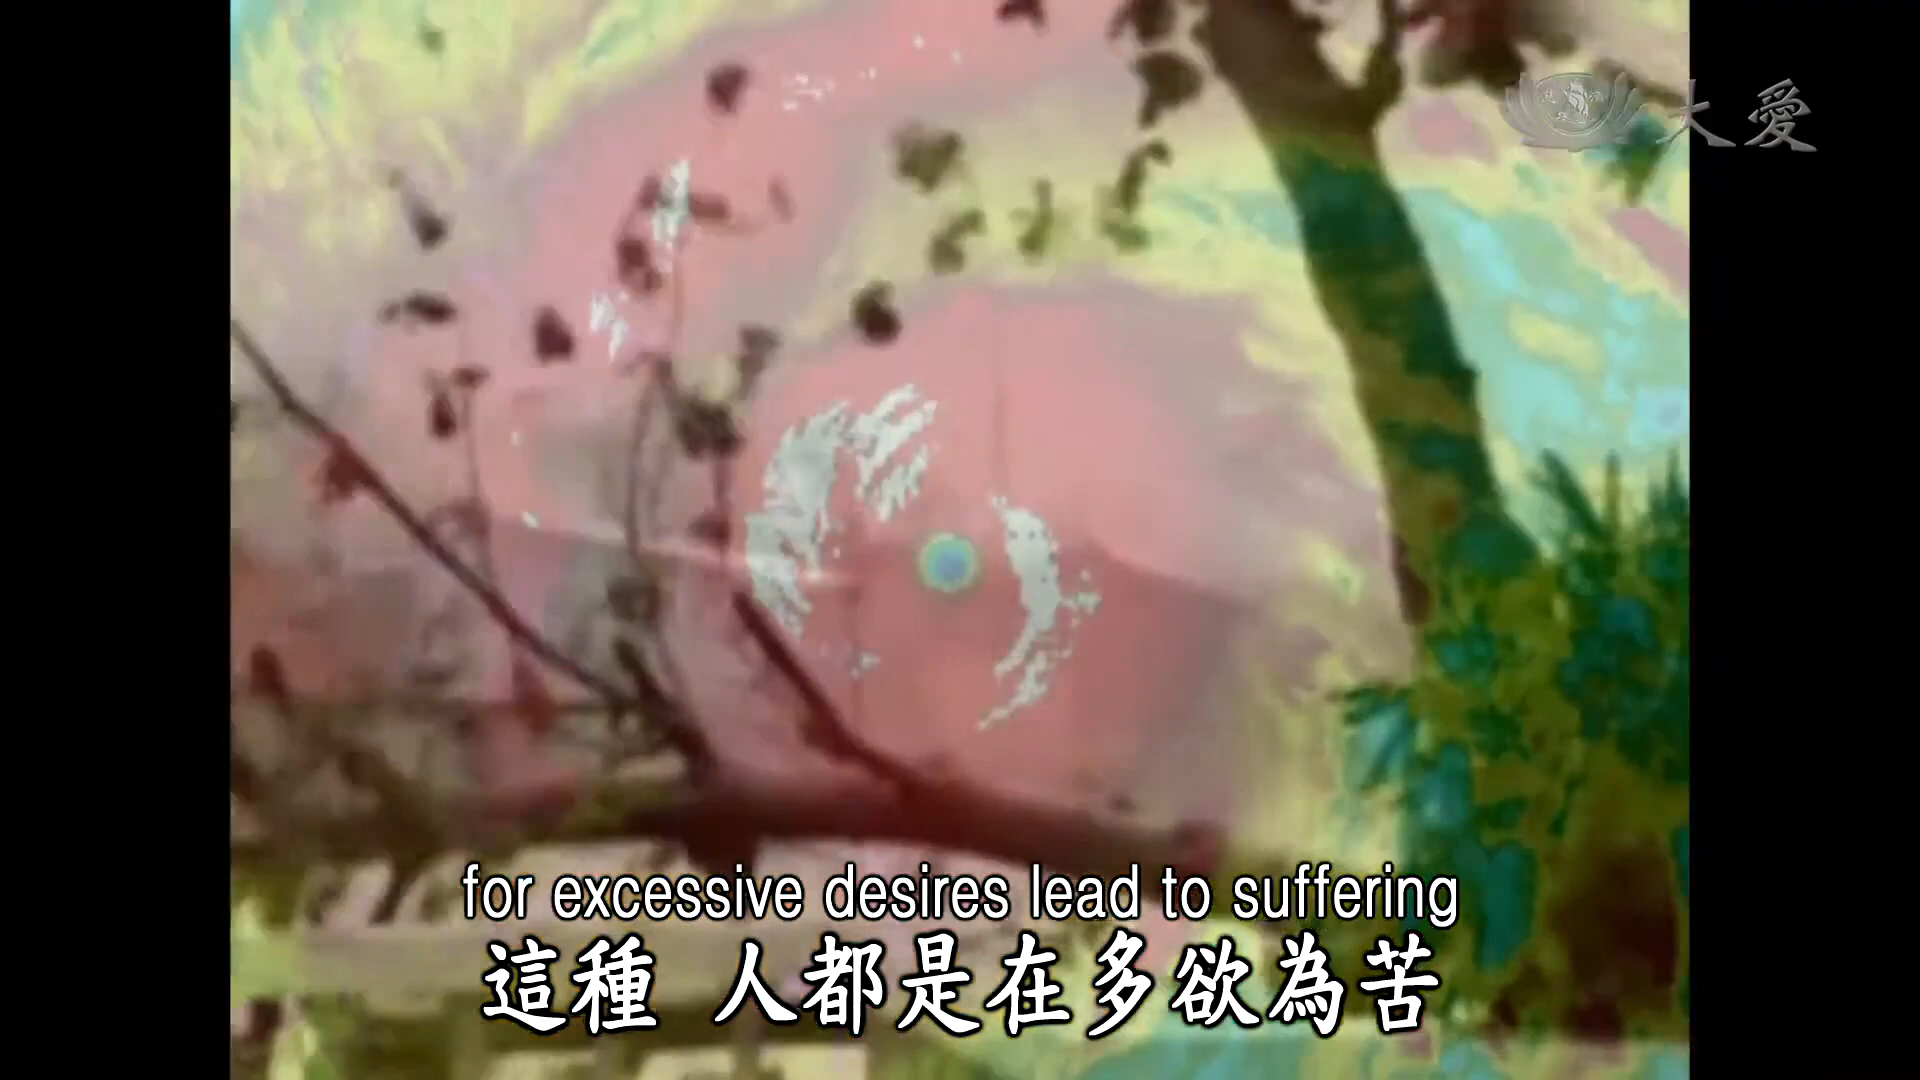 大愛
for excessive desires lead to suffering
這種 人都是在多欲為苦